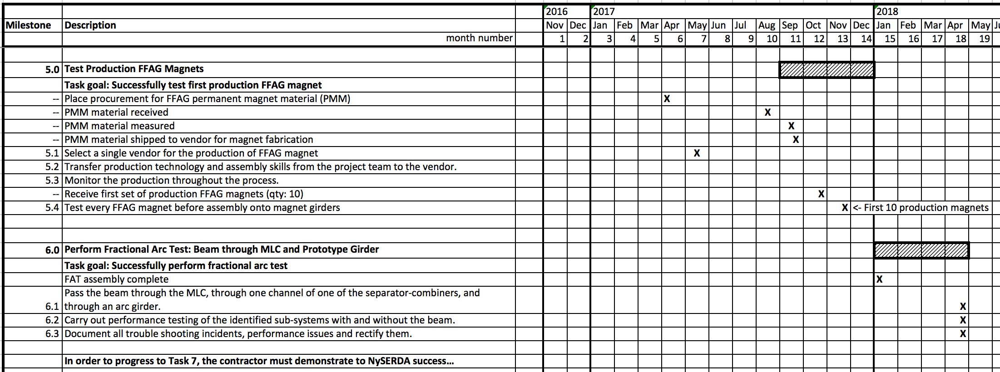 2016 2017 2018
Milestone Description Nov Dec Jan Feb Mar Apr May Jun Jul Aug Sep Oct Nov Dec Jan Feb Mar Apr May
month number 1 2 3 4 5 6 7 8 9 10 11 12 13 14 15 16 17 18 19
5.0 Test Production FFAG Magnets
Task goal: Successfully test first production FFAG magnet
-- Place procurement for FFAG permanent magnet material (PMM) X
-- PMM material received X
-- PMM material measured X
-- PMM material shipped to vendor for magnet fabrication X
5.1 Select a single vendor for the production of FFAG magnet X
5.2 Transfer production technology and assembly skills from the project team to the vendor.
5.3 Monitor the production throughout the process.
-- Receive first set of production FFAG magnets (qty: 10) X
5.4 Test every FFAG magnet before assembly onto magnet girders X <- First 10 production magnets
6.0 Perform Fractional Arc Test: Beam through MLC and Prototype Girder
Task goal: Successfully perform fractional arc test
FAT assembly complete X
Pass the beam through the MLC, through one channel of one of the separator-combiners, and
6.1 through an arc girder. X
6.2 Carry out performance testing of the identified sub-systems with and without the beam. X
6.3 Document all trouble shooting incidents, performance issues and rectify them. X
In order to progress to Task 7, the contractor must demonstrate to NySERDA success...